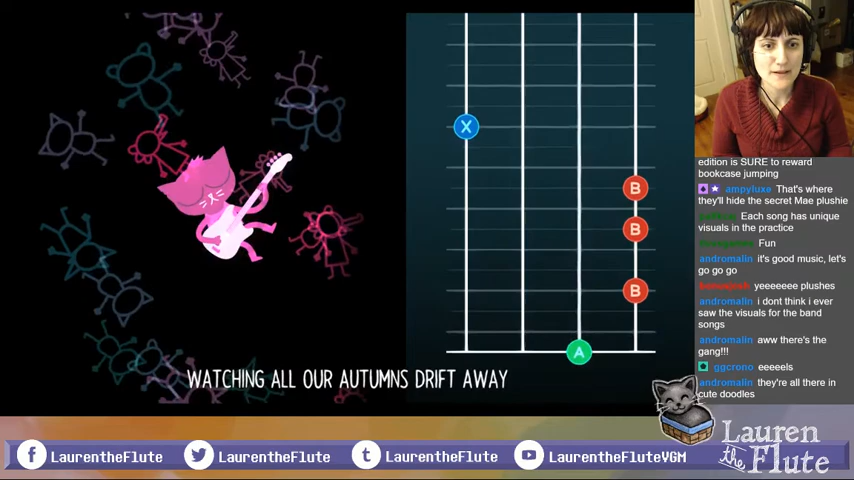 X
B
B
B
A
WATCHING ALL OUR AUTUMNS DRIFT AWAY
edition is SURE to reward
bookcase jumping
ampyluxe That's where
they'll hide the secret Mae plushie
Each song has unique
visuals in the practice
Fun
andromalin it's good music, let's
go go go
yeeeeeee plushes
andromalin i dont think i ever
saw the visuals for the band
songs
andromalin aww there's the
gang!!!
ggcrono eeeeels
andromalin they're all there in
cute doodles
Lauren
the Flute
LaurentheFlute
LaurentheFlute
LaurentheFlute
LaurentheFluteVGM